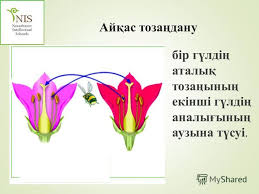 NIS
Nazarbayev
Intellectual
Schools
Айқас тозаңдану
бір гүлдің
аталық
тозаңының
екінші гүлдің
аналығының
аузына түсуі.
MyShared